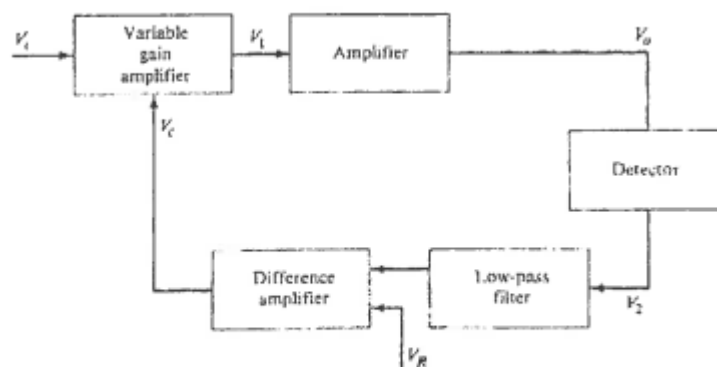 Vi
Variable
gain
amplifier
V1
Amplifier
Vo
Vc
Detector
Difference
amplifier
Low-pass
filter
V2
VR